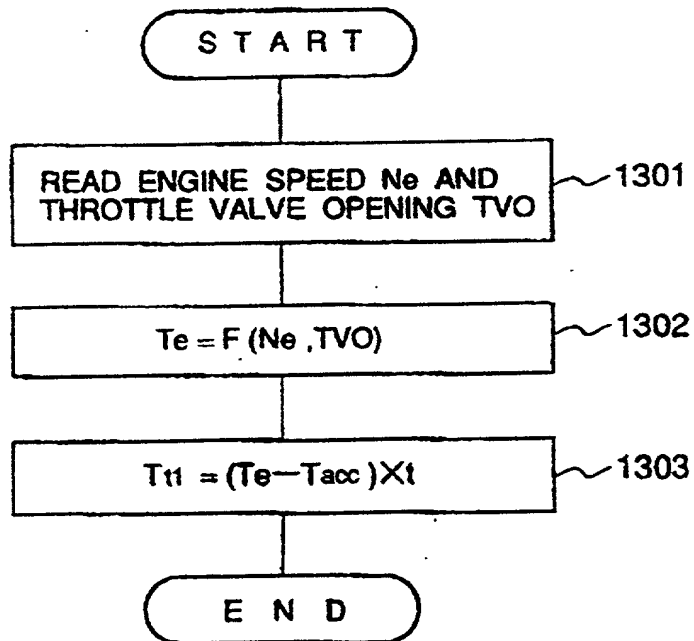 START
READ ENGINE SPEED Ne AND
THROTTLE VALVE OPENING TVO
1301
Te = F (Ne ,TVO)
1302
Tt1 = (Te−Tacc)×t
1303
END